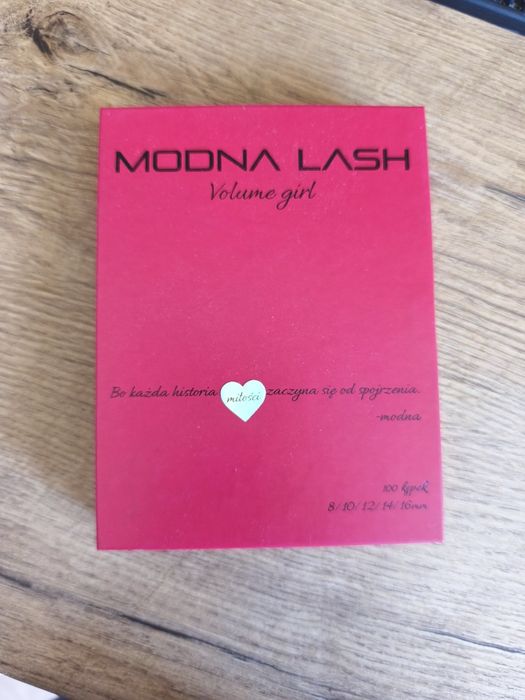 MODNA LASH
Volume girl
Bo każda historia miłości zaczyna się od spojrzenia.
-modna
100 kępek
8/10/12/14/16mm